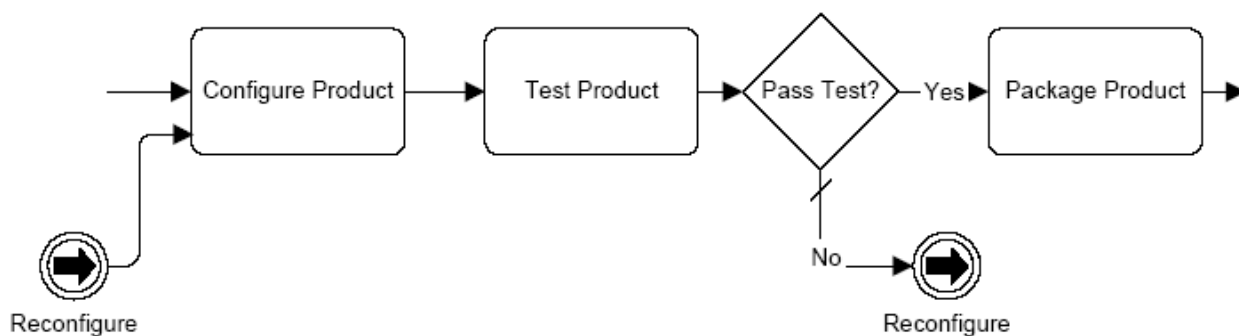 Configure Product
Test Product
Pass Test?
Yes
Package Product
No
Reconfigure
Reconfigure